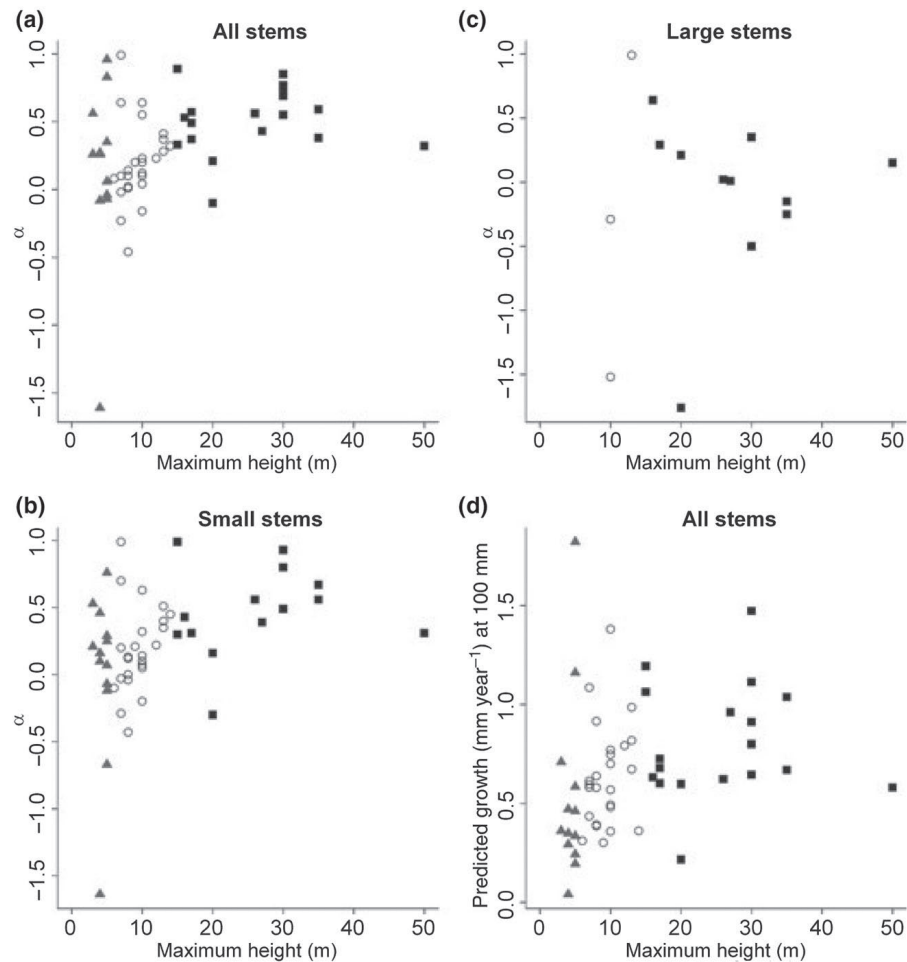 (a)
All stems
1.0
0.5
0.0
−0.5
−1.0
−1.5
α
0 10 20 30 40 50
Maximum height (m)
(c)
Large stems
1.0
0.5
0.0
−0.5
−1.0
−1.5
α
0 10 20 30 40 50
Maximum height (m)
(b)
Small stems
1.0
0.5
0.0
−0.5
−1.0
−1.5
α
0 10 20 30 40 50
Maximum height (m)
(d)
All stems
1.5
1.0
0.5
0.0
Predicted growth (mm year⁻¹) at 100 mm
0 10 20 30 40 50
Maximum height (m)